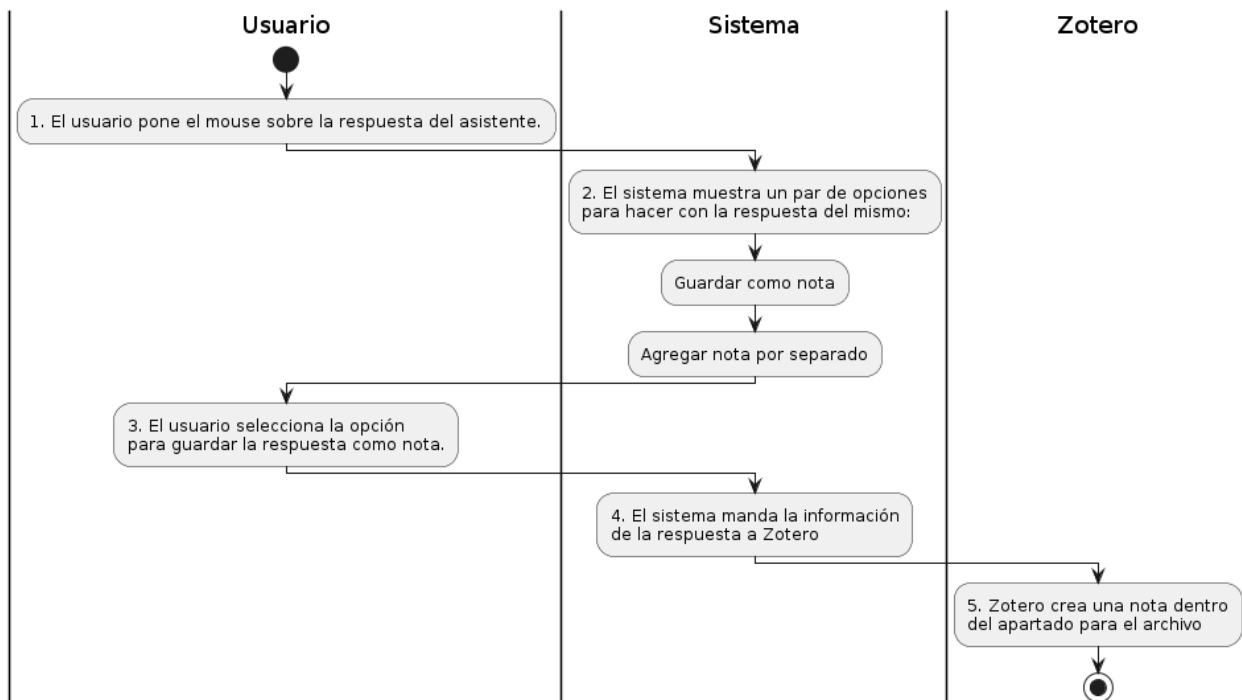 Usuario
Sistema
Zotero
1. El usuario pone el mouse sobre la respuesta del asistente.
2. El sistema muestra un par de opciones
para hacer con la respuesta del mismo:
Guardar como nota
Agregar nota por separado
3. El usuario selecciona la opción
para guardar la respuesta como nota.
4. El sistema manda la información
de la respuesta a Zotero
5. Zotero crea una nota dentro
del apartado para el archivo